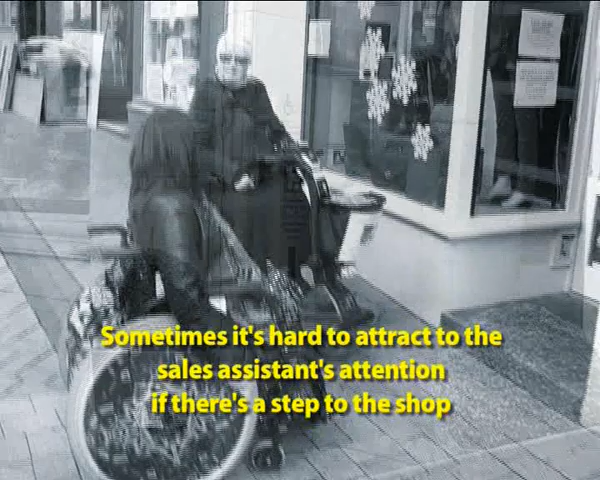 Sometimes it's hard to attract to the
sales assistant's attention
if there's a step to the shop